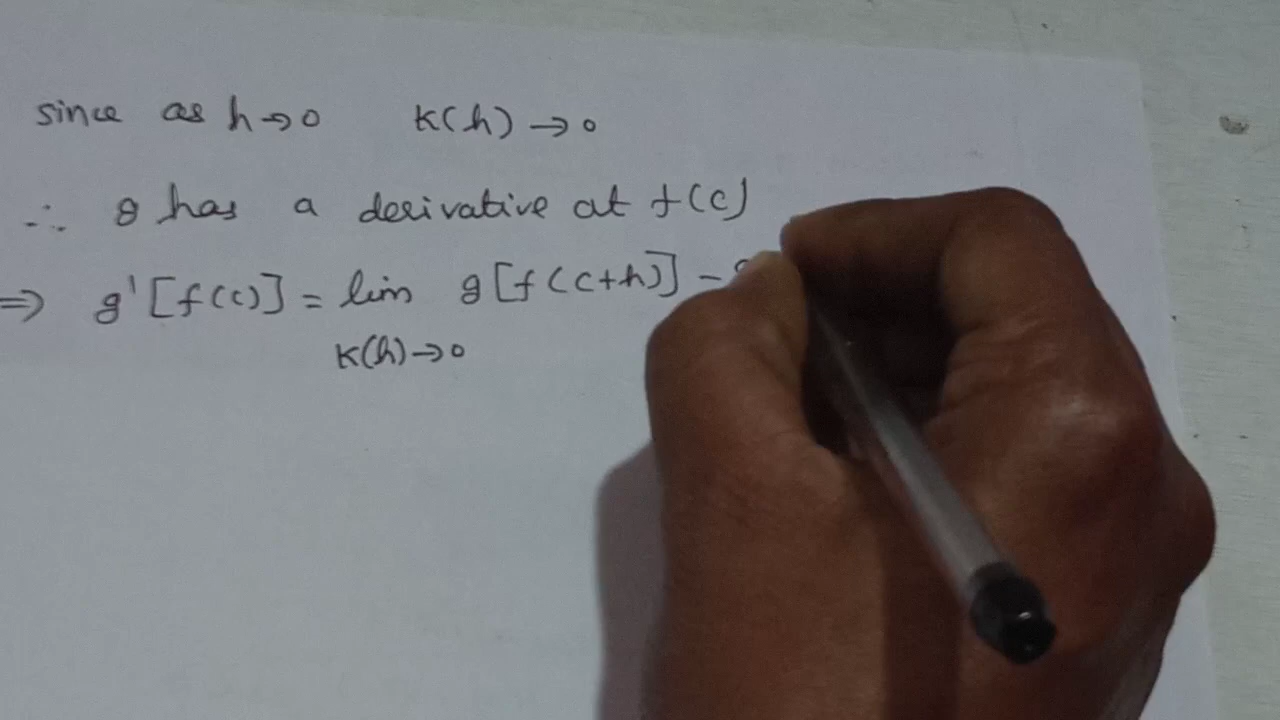 since as h→0 K(h)→0
∴ g has a derivative at f(c)
⇒ g'[f(c)] = lim g[f(c+h)] -
K(h)→0